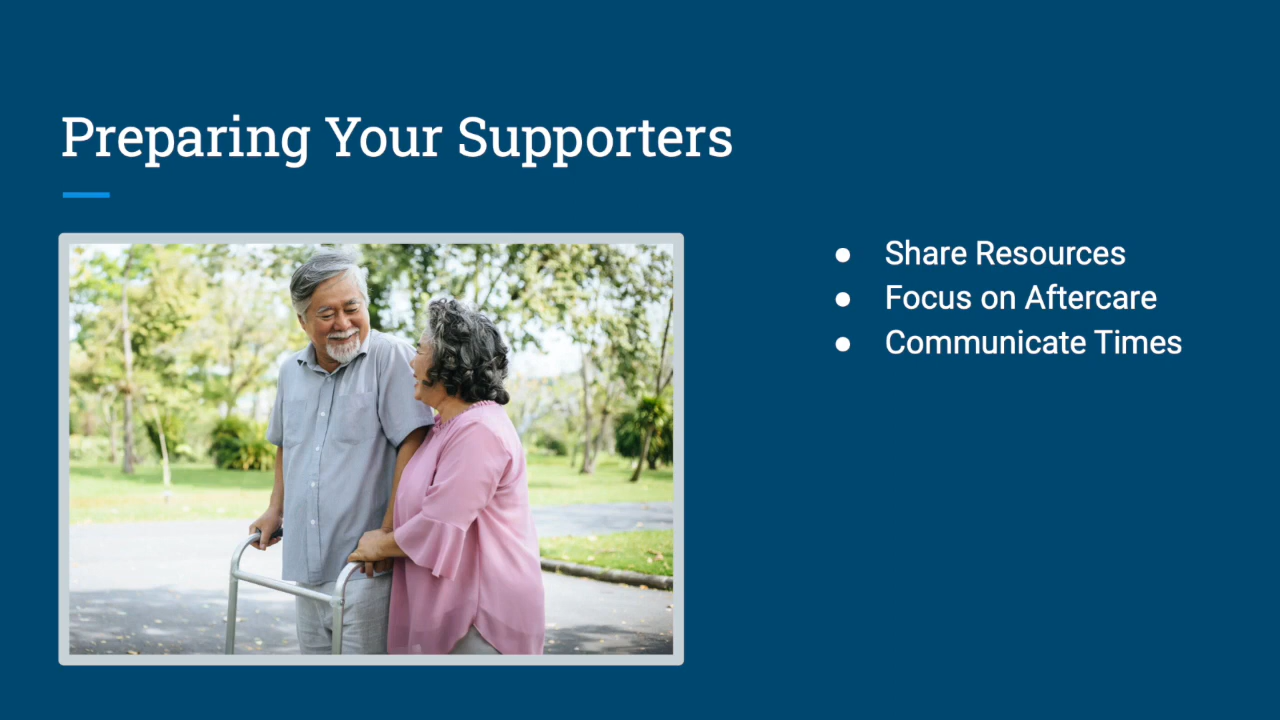 Preparing Your Supporters
● Share Resources
● Focus on Aftercare
● Communicate Times